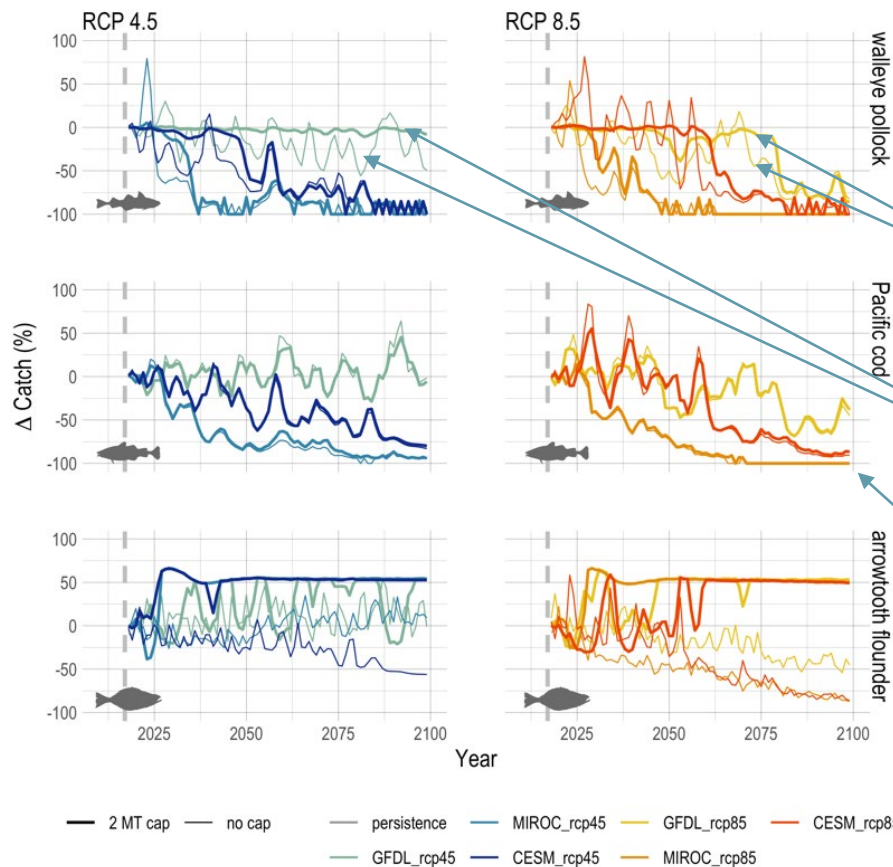 RCP 4.5
RCP 8.5
100
50
0
-50
-100
walleye pollock
100
50
0
-50
-100
Pacific cod
100
50
0
-50
-100
arrowtooth flounder
Δ Catch (%)
2025 2050 2075 2100
2025 2050 2075 2100
Year
2 MT cap no cap persistence MIROC_rcp45 GFDL_rcp85 CESM_rcp8
GFDL_rcp45 CESM_rcp45 MIROC_rcp85